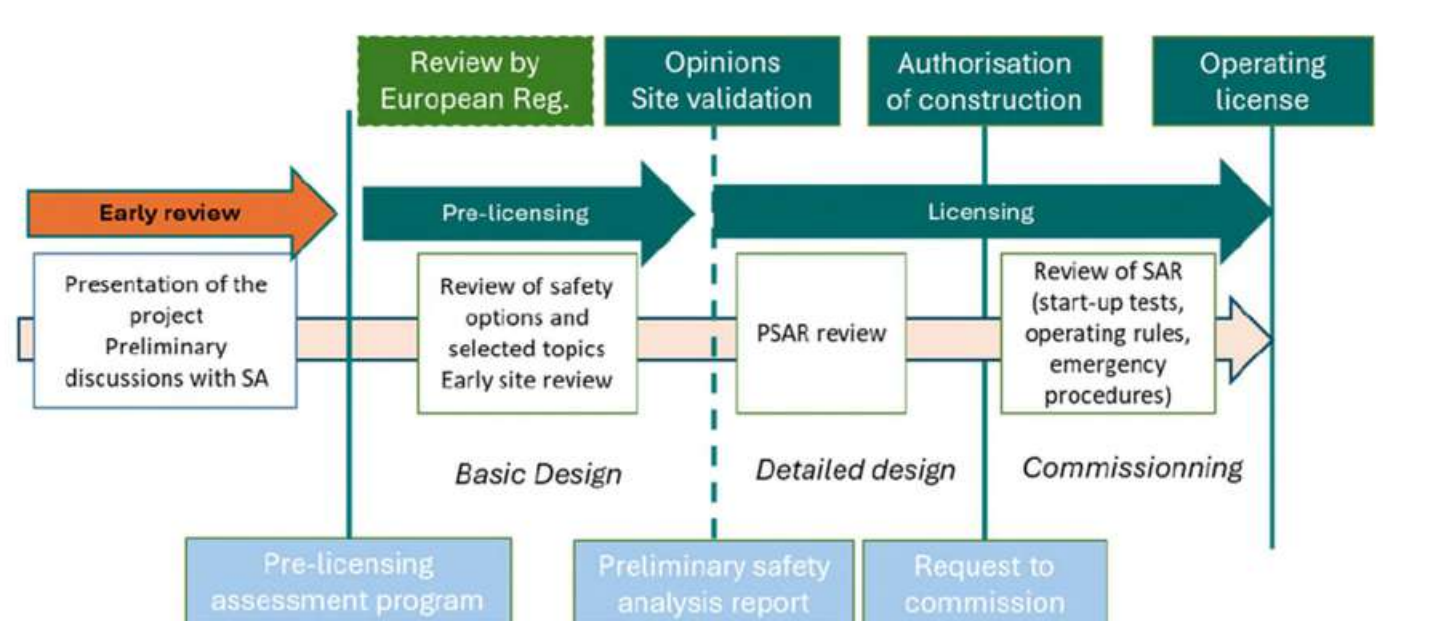 Review by
European Reg.
Opinions
Site validation
Authorisation
of construction
Operating
license
Early review
Pre-licensing
Licensing
Presentation of the
project
Preliminary
discussions with SA
Review of safety
options and
selected topics
Early site review
PSAR review
Review of SAR
(start-up tests,
operating rules,
emergency
procedures)
Basic Design
Detailed design
Commissionning
Pre-licensing
assessment program
Preliminary safety
analysis report
Request to
commission